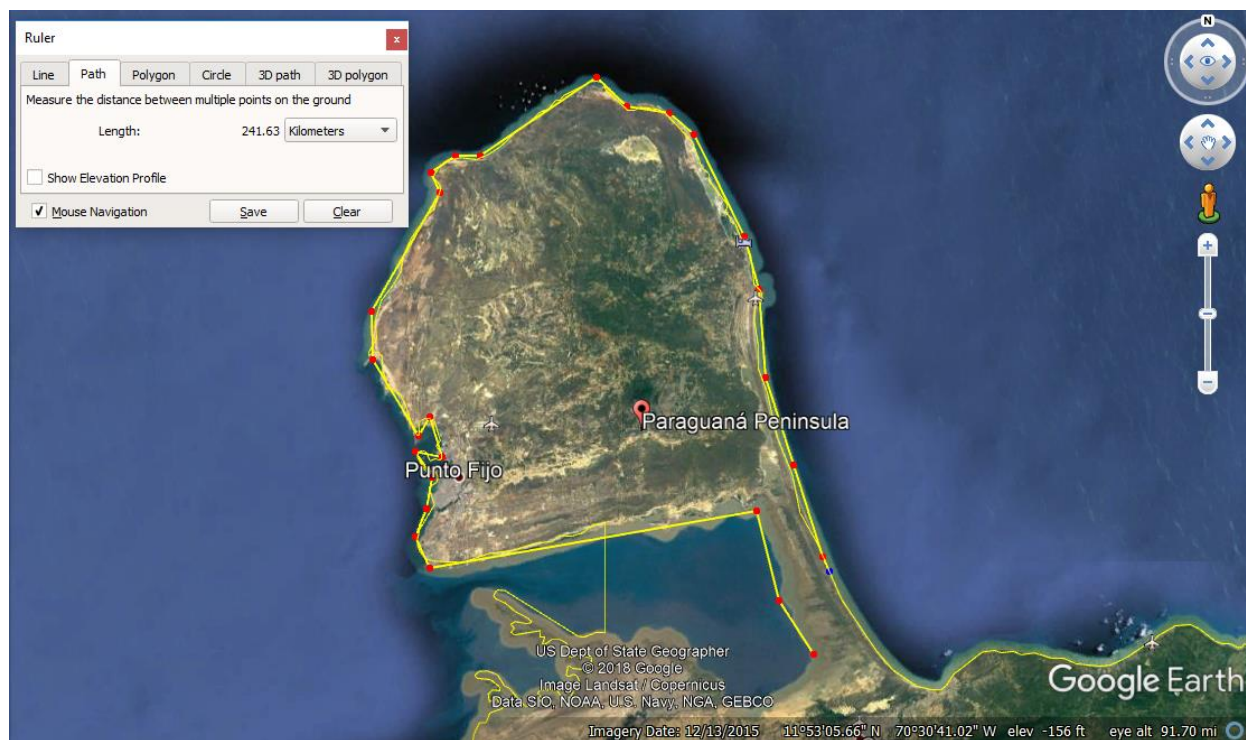 Ruler
x
Line Path Polygon Circle 3D path 3D polygon
Measure the distance between multiple points on the ground
Length: 241.63 Kilometers
Show Elevation Profile
Mouse Navigation Save Clear
N
Paraguaná Peninsula
Punto Fijo
US Dept of State Geographer
© 2018 Google
Image Landsat / Copernicus
Data SIO, NOAA, U.S. Navy, NGA, GEBCO
Google Earth
Imagery Date: 12/13/2015 11°53'05.66" N 70°30'41.02" W elev -156 ft eye alt 91.70 mi